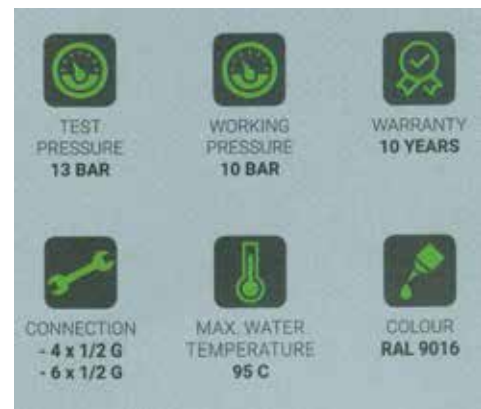 TEST
PRESSURE
13 BAR
WORKING
PRESSURE
10 BAR
WARRANTY
10 YEARS
CONNECTION
- 4 x 1/2 G
- 6 x 1/2 G
MAX. WATER
TEMPERATURE
95 C
COLOUR
RAL 9016